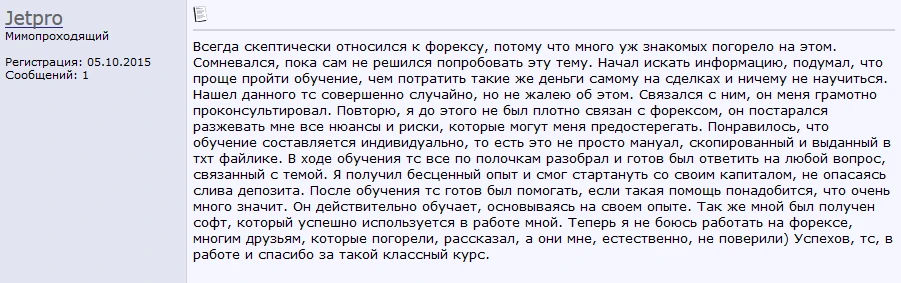 Jetpro
Мимопроходящий
Регистрация: 05.10.2015
Сообщений: 1
Всегда скептически относился к форексу, потому что много уж знакомых погорело на этом.
Сомневался, пока сам не решился попробовать эту тему. Начал искать информацию, подумал, что
проще пройти обучение, чем потратить такие же деньги самому на сделках и ничему не научиться.
Нашел данного тс совершенно случайно, но не жалею об этом. Связался с ним, он меня грамотно
проконсультировал. Повторю, я до этого не был плотно связан с форексом, он постарался
разжевать мне все нюансы и риски, которые могут меня предостерегать. Понравилось, что
обучение составляется индивидуально, то есть это не просто мануал, скопированный и выданный в
тхт файлике. В ходе обучения тс все по полочкам разобрал и готов был ответить на любой вопрос,
связанный с темой. Я получил бесценный опыт и смог стартануть со своим капиталом, не опасаясь
слива депозита. После обучения тс готов был помогать, если такая помощь понадобится, что очень
много значит. Он действительно обучает, основываясь на своем опыте. Так же мной был получен
софт, который успешно используется в работе мной. Теперь я не боюсь работать на форексе,
многим друзьям, которые погорели, рассказал, а они мне, естественно, не поверили) Успехов, тс, в
работе и спасибо за такой классный курс.